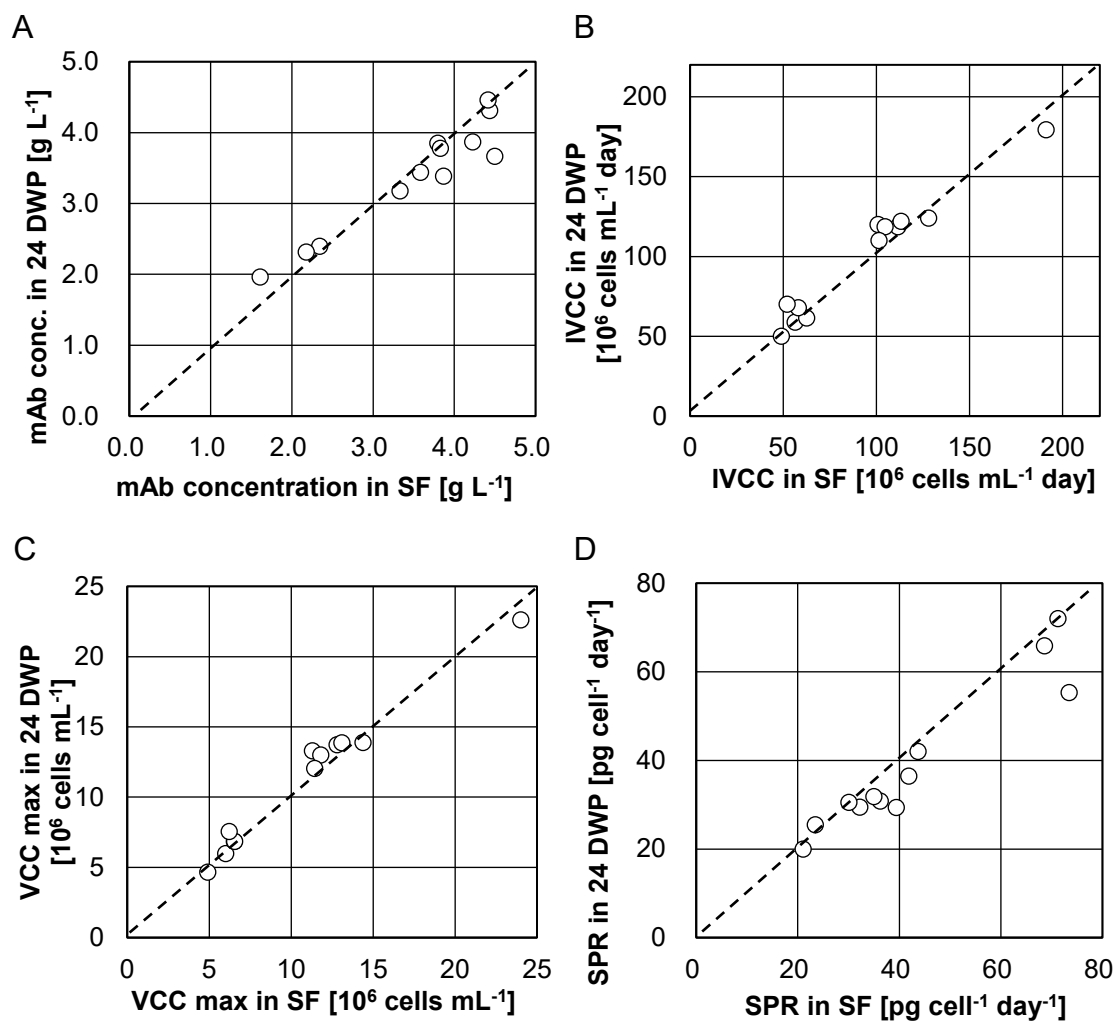 A
mAb conc. in 24 DWP [g L⁻¹]
5.0
4.0
3.0
2.0
1.0
0.0
0.0 1.0 2.0 3.0 4.0 5.0
mAb concentration in SF [g L⁻¹]
B
IVCC in 24 DWP
[10⁶ cells mL⁻¹ day]
200
150
100
50
0
0 50 100 150 200
IVCC in SF [10⁶ cells mL⁻¹ day]
C
VCC max in 24 DWP
[10⁶ cells mL⁻¹]
25
20
15
10
5
0
0 5 10 15 20 25
VCC max in SF [10⁶ cells mL⁻¹]
D
SPR in 24 DWP [pg cell⁻¹ day⁻¹]
80
60
40
20
0
0 20 40 60 80
SPR in SF [pg cell⁻¹ day⁻¹]